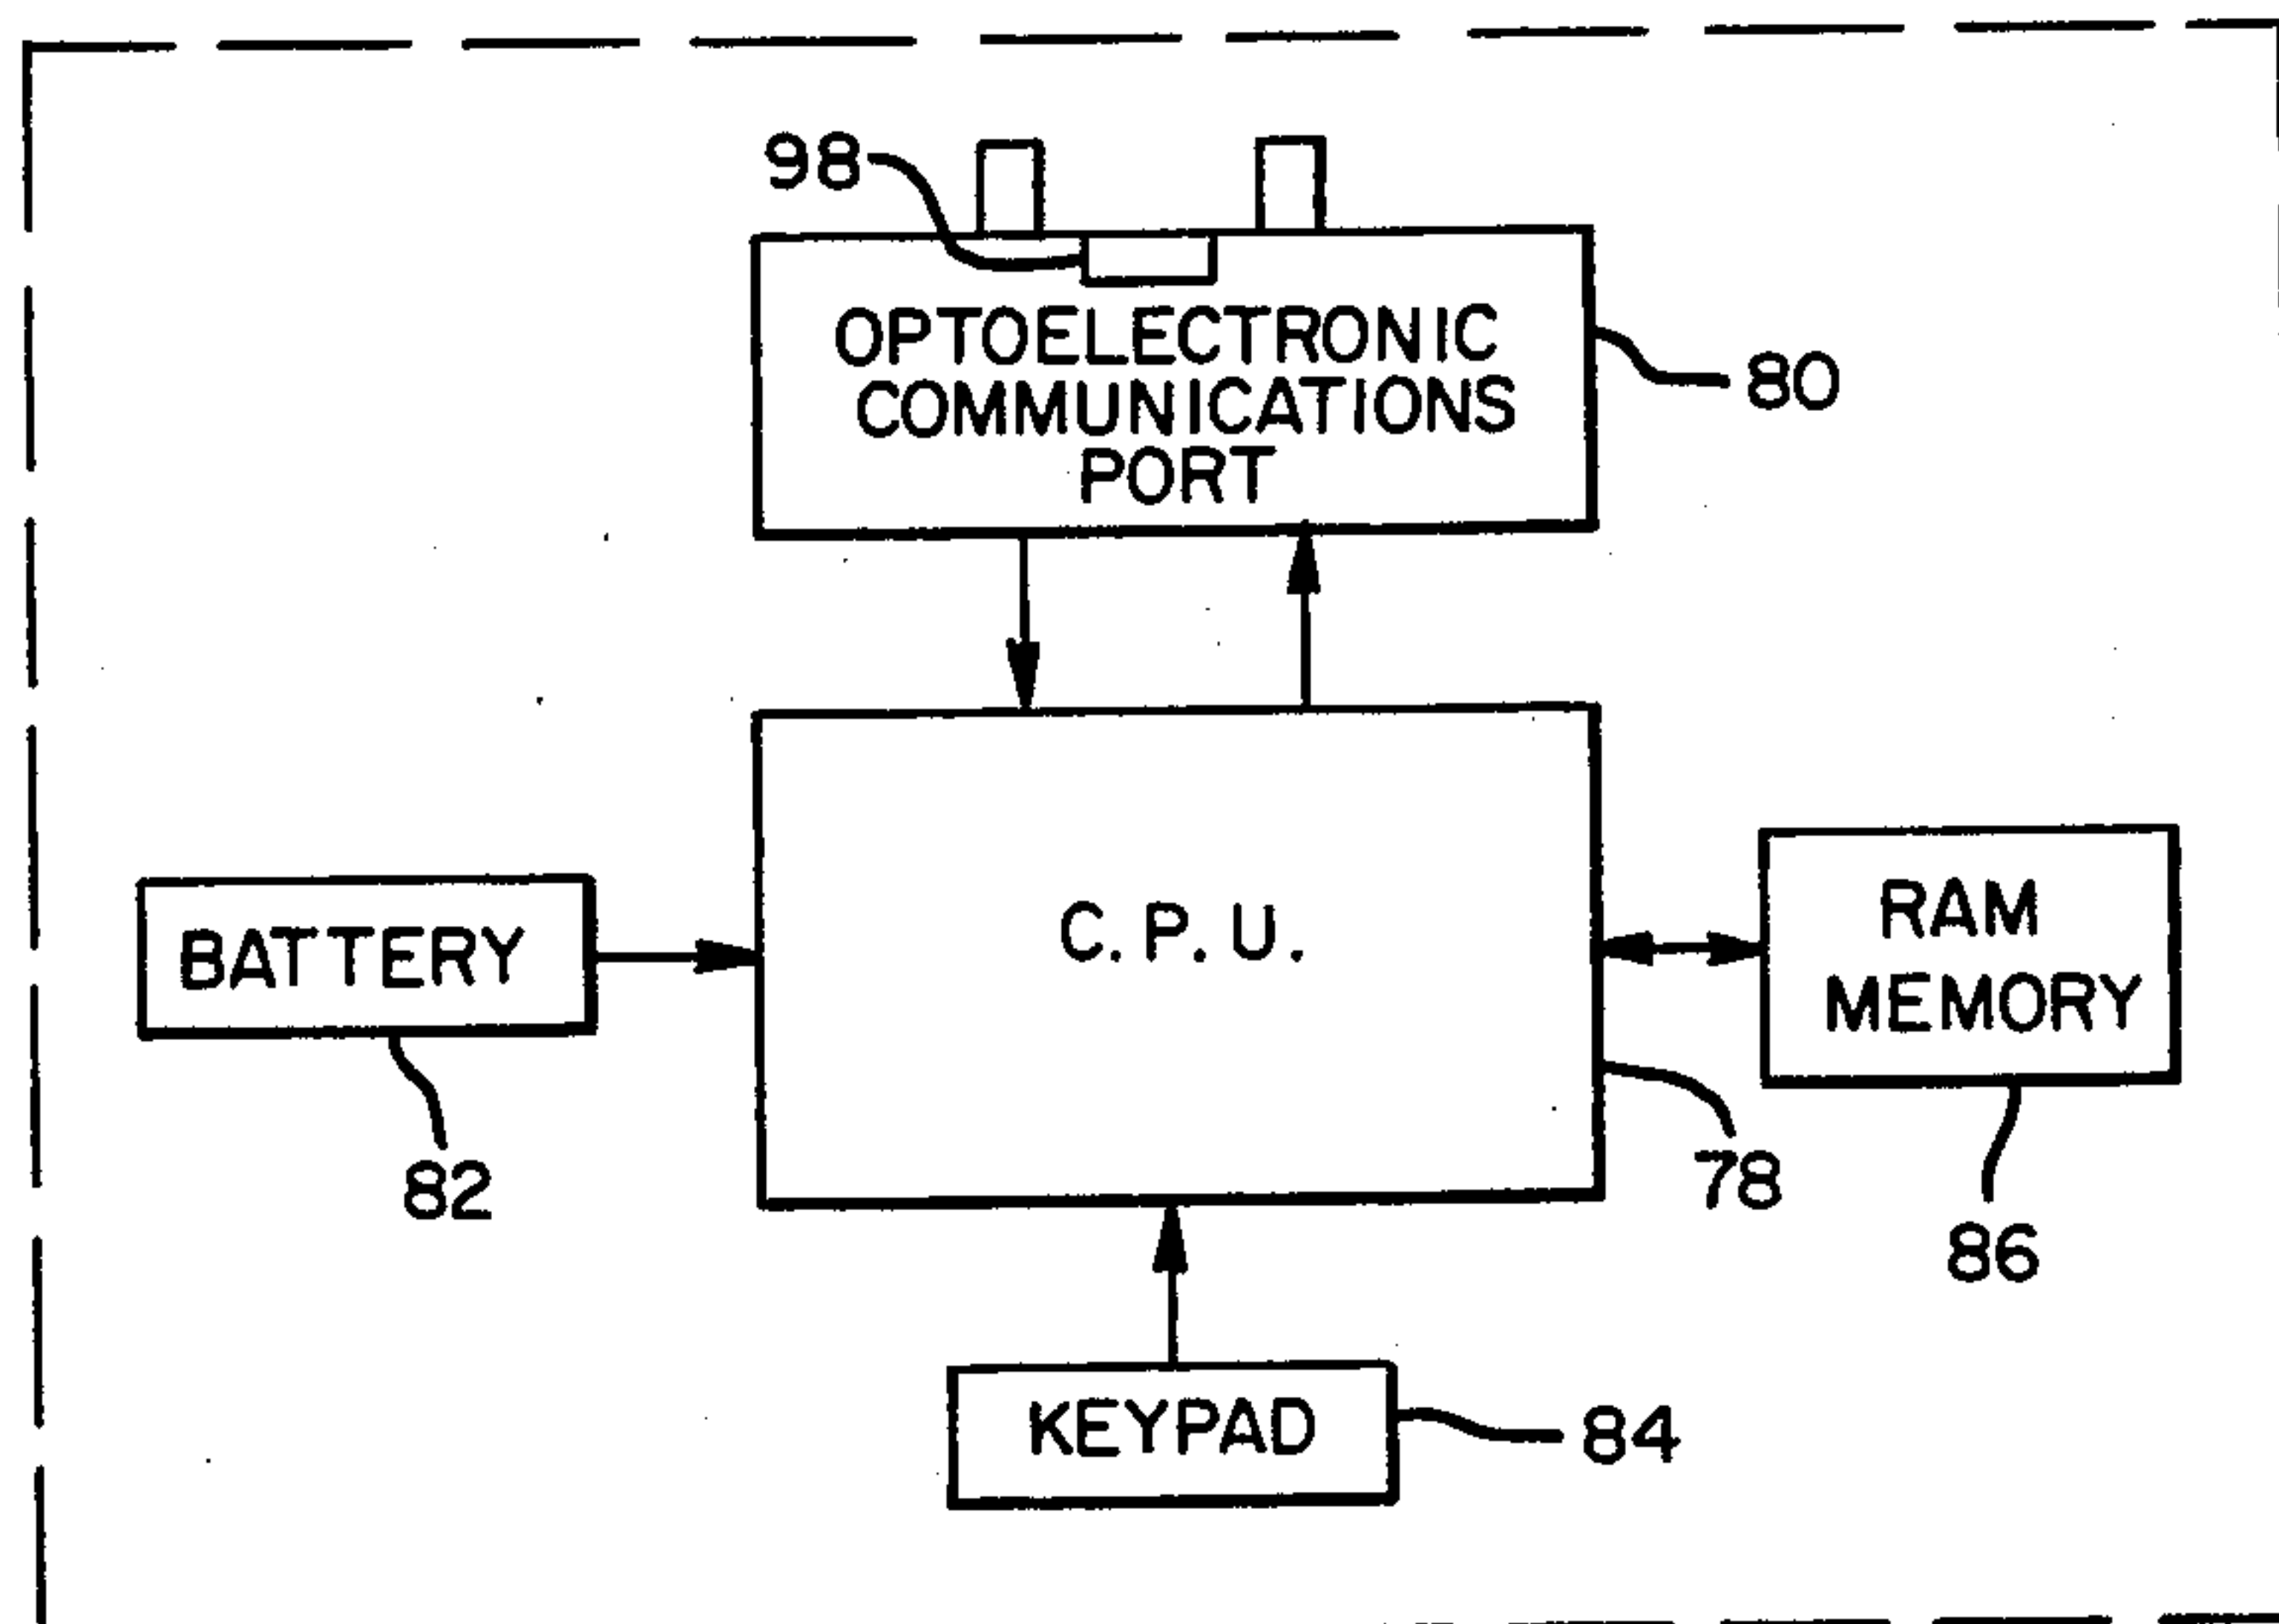 98
OPTOELECTRONIC
COMMUNICATIONS
PORT
80
C.P.U.
BATTERY
RAM
MEMORY
82
78
86
KEYPAD
84